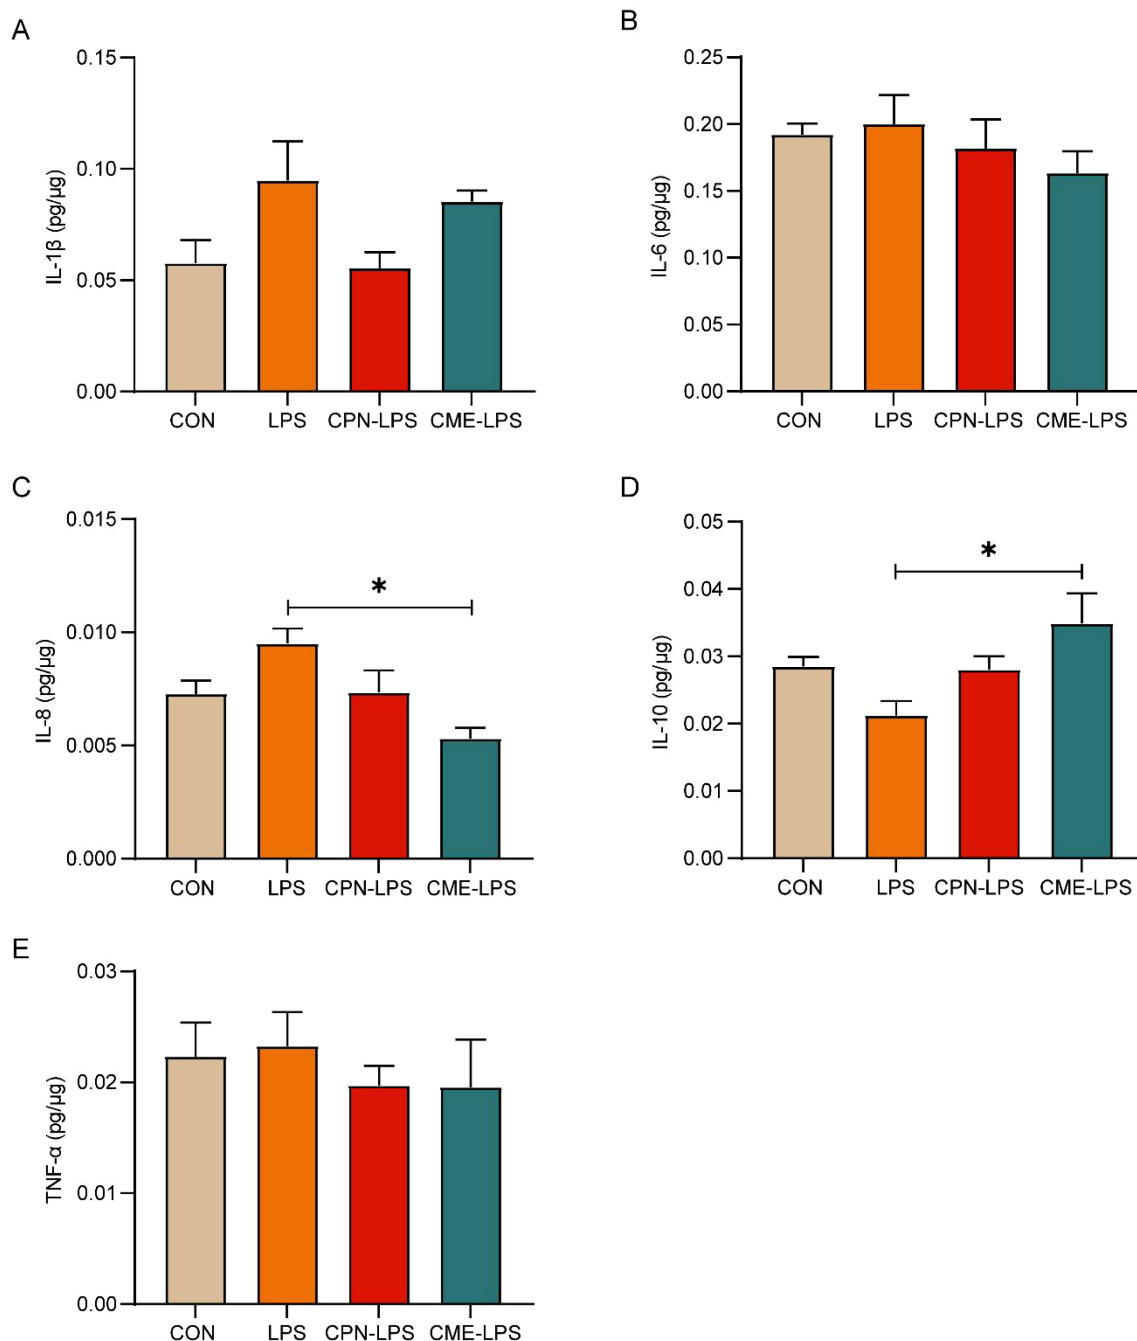 A
IL-1β (pg/µg)
0.15
0.10
0.05
0.00
CON LPS CPN-LPS CME-LPS
B
IL-6 (pg/µg)
0.25
0.20
0.15
0.10
0.05
0.00
CON LPS CPN-LPS CME-LPS
C
IL-8 (pg/µg)
0.015
0.010
0.005
0.000
*
CON LPS CPN-LPS CME-LPS
D
IL-10 (pg/µg)
0.05
0.04
0.03
0.02
0.01
0.00
*
CON LPS CPN-LPS CME-LPS
E
TNF-α (pg/µg)
0.03
0.02
0.01
0.00
CON LPS CPN-LPS CME-LPS